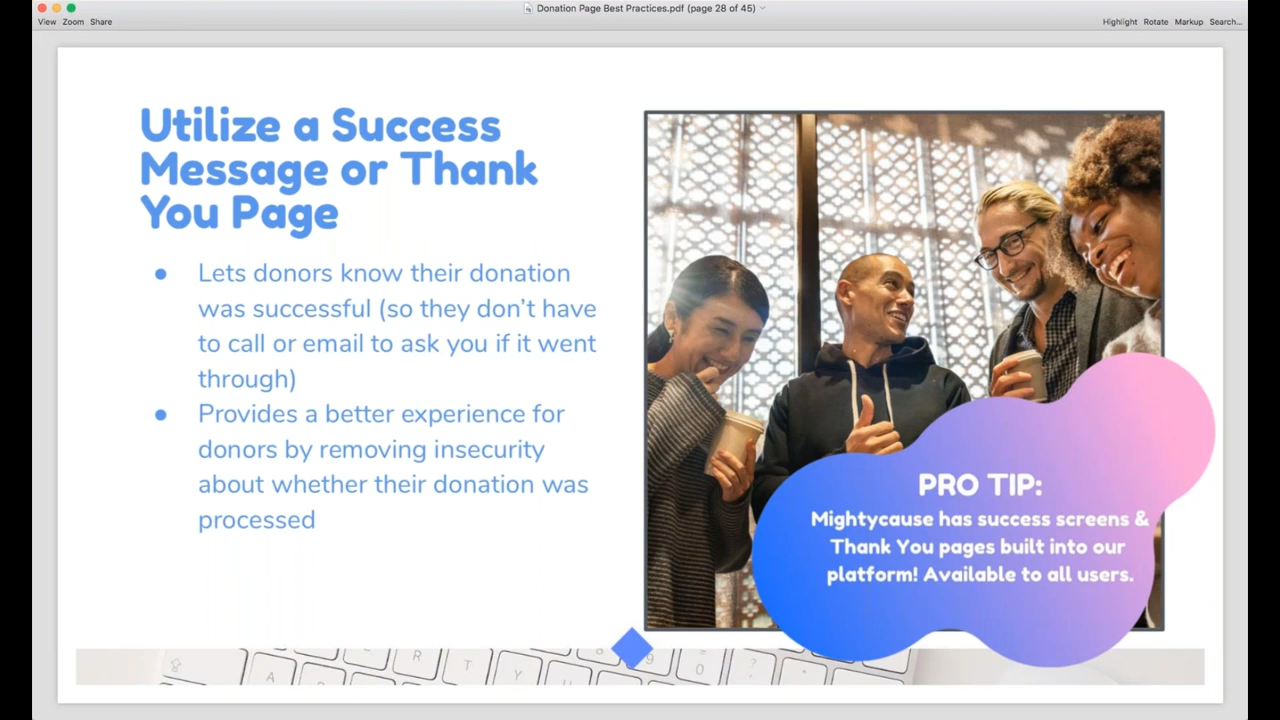 Donation Page Best Practices.pdf (page 28 of 45)
View Zoom Share
Highlight Rotate Markup Search...
Utilize a Success
Message or Thank
You Page
● Lets donors know their donation
was successful (so they don’t have
to call or email to ask you if it went
through)
● Provides a better experience for
donors by removing insecurity
about whether their donation was
processed
PRO TIP:
Mightycause has success screens &
Thank You pages built into our
platform! Available to all users.
R T Y U 9 0 ?
A